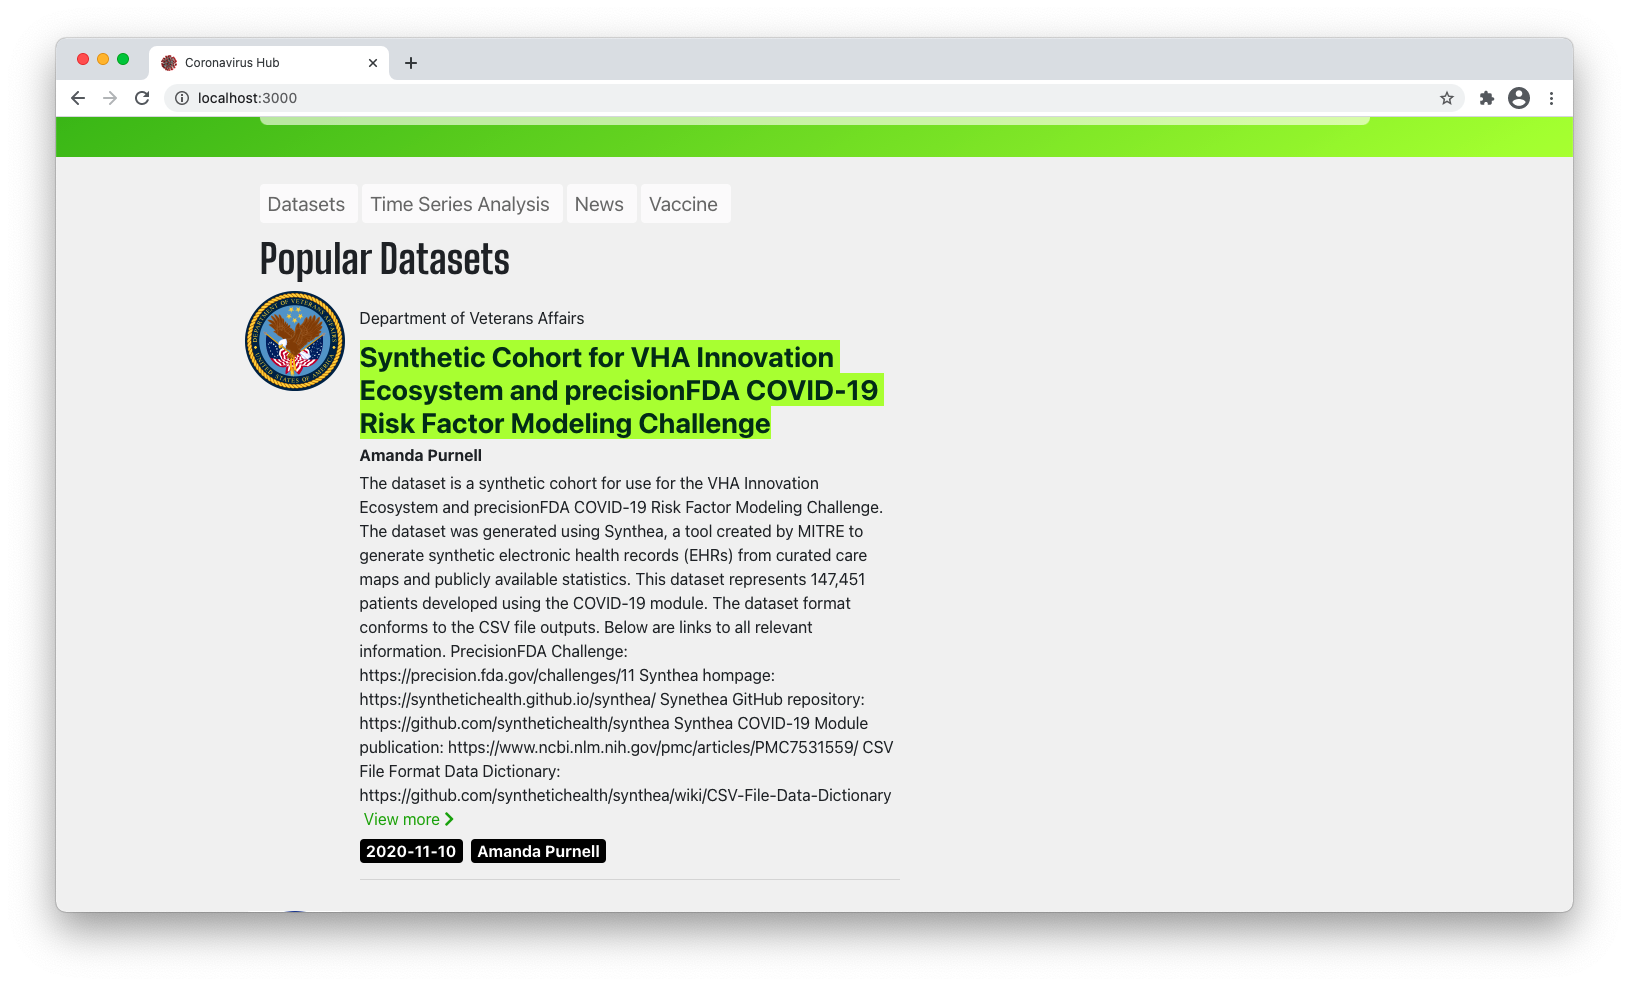 Coronavirus Hub
localhost:3000
Datasets Time Series Analysis News Vaccine
Popular Datasets
DEPARTMENT OF VETERANS AFFAIRS
UNITED STATES OF AMERICA
Department of Veterans Affairs
Synthetic Cohort for VHA Innovation
Ecosystem and precisionFDA COVID-19
Risk Factor Modeling Challenge
Amanda Purnell
The dataset is a synthetic cohort for use for the VHA Innovation
Ecosystem and precisionFDA COVID-19 Risk Factor Modeling Challenge.
The dataset was generated using Synthea, a tool created by MITRE to
generate synthetic electronic health records (EHRs) from curated care
maps and publicly available statistics. This dataset represents 147,451
patients developed using the COVID-19 module. The dataset format
conforms to the CSV file outputs. Below are links to all relevant
information. PrecisionFDA Challenge:
https://precision.fda.gov/challenges/11 Synthea hompage:
https://synthetichealth.github.io/synthea/ Synethea GitHub repository:
https://github.com/synthetichealth/synthea Synthea COVID-19 Module
publication: https://www.ncbi.nlm.nih.gov/pmc/articles/PMC7531559/ CSV
File Format Data Dictionary:
https://github.com/synthetichealth/synthea/wiki/CSV-File-Data-Dictionary
View more
2020-11-10 Amanda Purnell